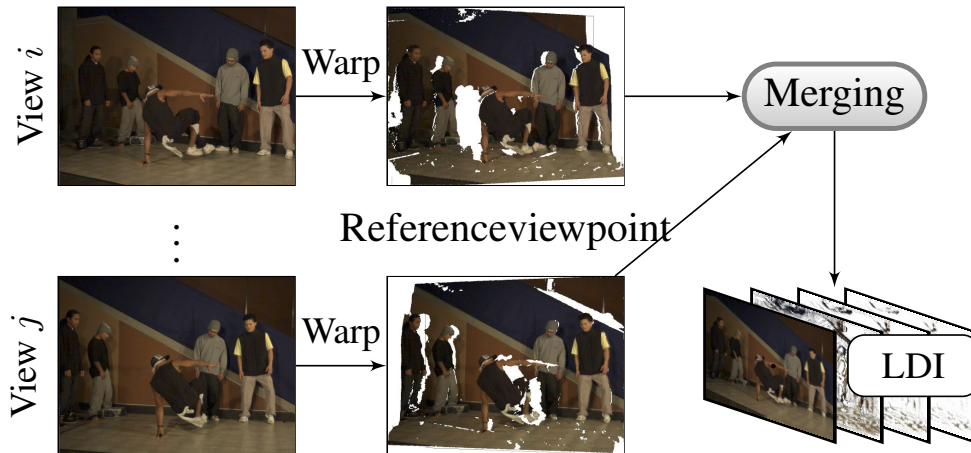 View i
Warp
Merging
Referenceviewpoint
View j
Warp
LDI